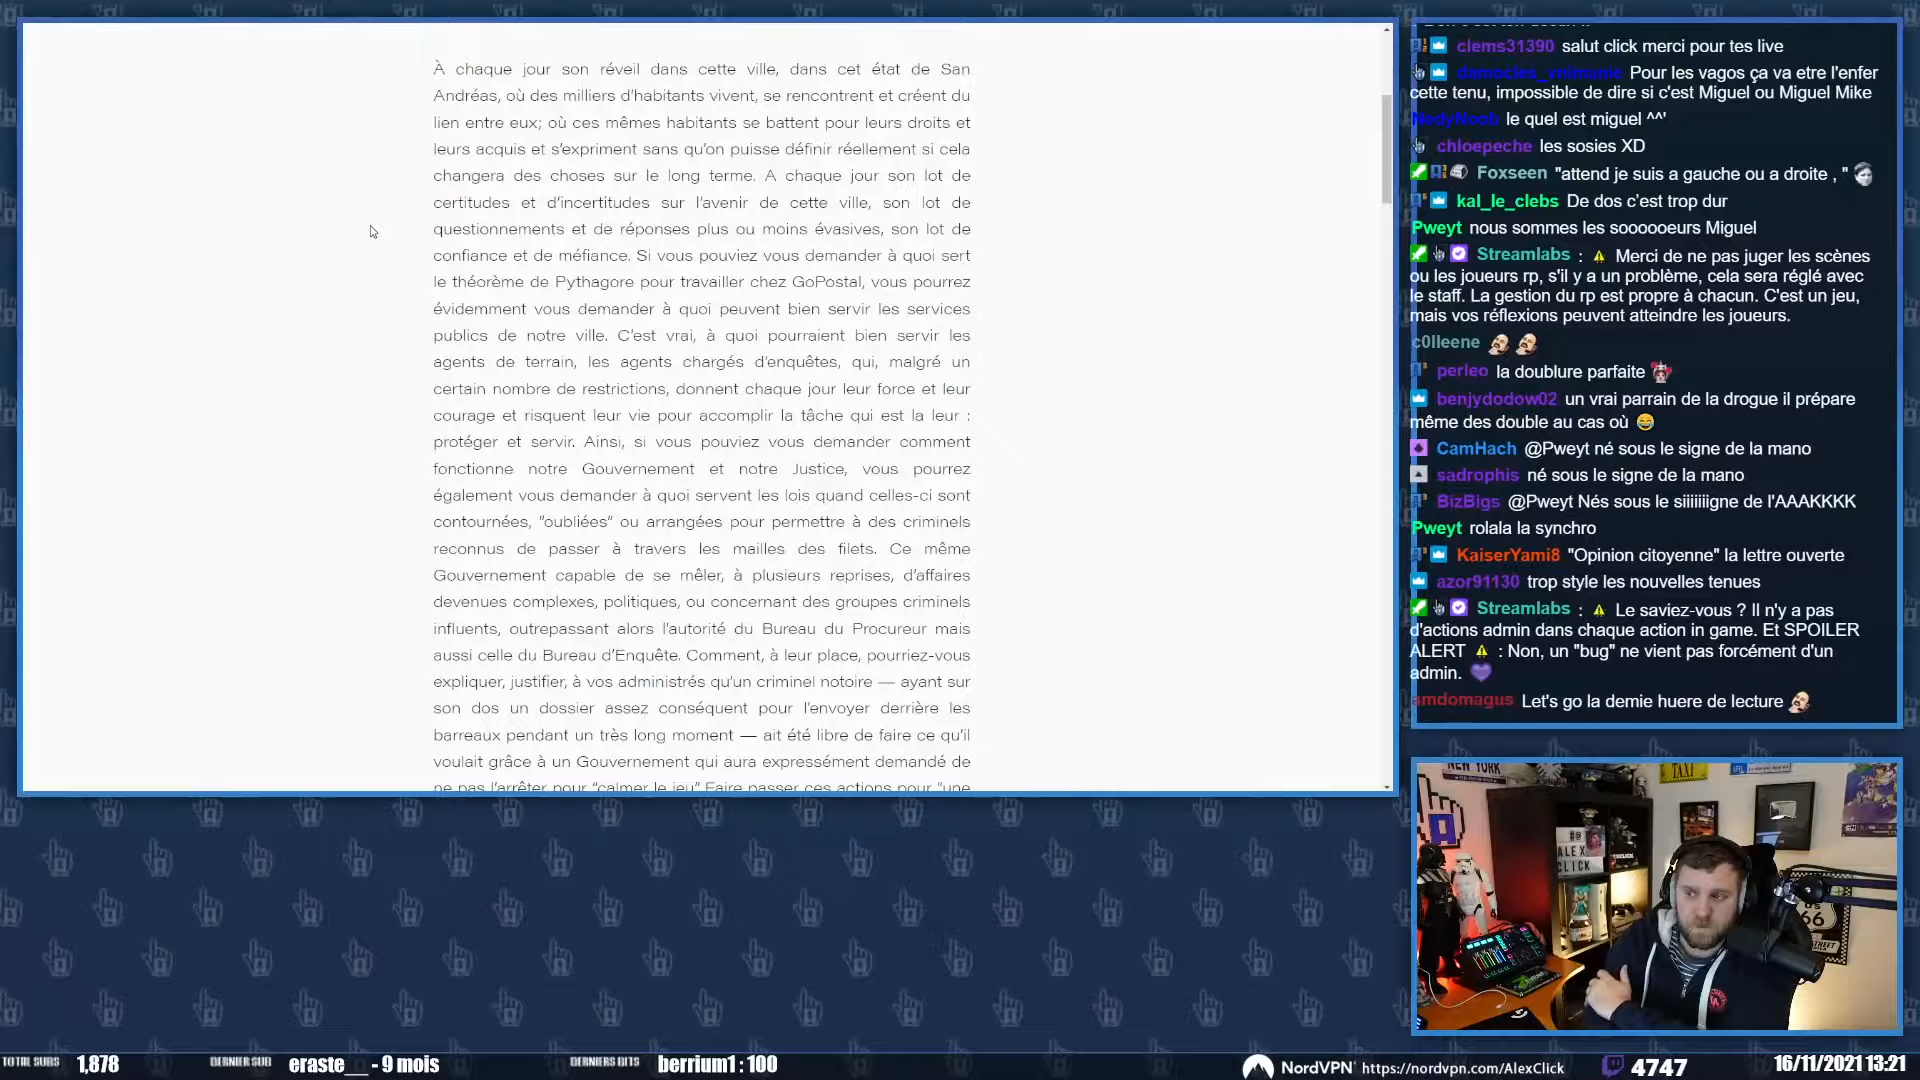 À chaque jour son réveil dans cette ville, dans cet état de San
Andréas, où des milliers d'habitants vivent, se rencontrent et créent du
lien entre eux; où ces mêmes habitants se battent pour leurs droits et
leurs acquis et s'expriment sans qu'on puisse définir réellement si cela
changera des choses sur le long terme. A chaque jour son lot de
certitudes et d'incertitudes sur l'avenir de cette ville, son lot de
questionnements et de réponses plus ou moins évasives, son lot de
confiance et de méfiance. Si vous pouviez vous demander à quoi sert
le théorème de Pythagore pour travailler chez GoPostal, vous pourrez
évidemment vous demander à quoi peuvent bien servir les services
publics de notre ville. C'est vrai, à quoi pourraient bien servir les
agents de terrain, les agents chargés d'enquêtes, qui, malgré un
certain nombre de restrictions, donnent chaque jour leur force et leur
courage et risquent leur vie pour accomplir la tâche qui est la leur :
protéger et servir. Ainsi, si vous pouviez vous demander comment
fonctionne notre Gouvernement et notre Justice, vous pourrez
également vous demander à quoi servent les lois quand celles-ci sont
contournées, "oubliées" ou arrangées pour permettre à des criminels
reconnus de passer à travers les mailles des filets. Ce même
Gouvernement capable de se mêler, à plusieurs reprises, d'affaires
devenues complexes, politiques, ou concernant des groupes criminels
influents, outrepassant alors l'autorité du Bureau du Procureur mais
aussi celle du Bureau d'Enquête. Comment, à leur place, pourriez-vous
expliquer, justifier, à vos administrés qu'un criminel notoire — ayant sur
son dos un dossier assez conséquent pour l'envoyer derrière les
barreaux pendant un très long moment — ait été libre de faire ce qu'il
voulait grâce à un Gouvernement qui aura expressément demandé de
ne pas l'arrêter pour "calmer le jeu" Faire passer ces actions pour "une
clems31390 salut click merci pour tes live
damocles_vnimanie Pour les vagos ça va etre l'enfer
cette tenu, impossible de dire si c'est Miguel ou Miguel Mike
NedyNoob le quel est miguel ^^'
chloepeche les sosies XD
Foxseen "attend je suis a gauche ou a droite , "
kal_le_clebs De dos c'est trop dur
Pweyt nous sommes les soooooeurs Miguel
Streamlabs : Merci de ne pas juger les scènes
ou les joueurs rp, s'il y a un problème, cela sera réglé avec
le staff. La gestion du rp est propre à chacun. C'est un jeu,
mais vos réflexions peuvent atteindre les joueurs.
c0lleene
perleo la doublure parfaite
benjydodow02 un vrai parrain de la drogue il prépare
même des double au cas où 😂
CamHach @Pweyt né sous le signe de la mano
sadrophis né sous le signe de la mano
BizBigs @Pweyt Nés sous le siiiiiigne de l'AAAKKKK
Pweyt rolala la synchro
KaiserYami8 "Opinion citoyenne" la lettre ouverte
azor91130 trop style les nouvelles tenues
Streamlabs : Le saviez-vous ? Il n'y a pas
d'actions admin dans chaque action in game. Et SPOILER
ALERT : Non, un "bug" ne vient pas forcément d'un
admin.
amdomagus Let's go la demie huere de lecture
NEW YORK
TAXI
#@
ALEX
CLICK
66
TOTAL SUBS 1,878
DERNIER SUB eraste__ - 9 mois
DERNIERS BITS berrium1 : 100
NordVPN https://nordvpn.com/AlexClick
4747
16/11/2021 13:21